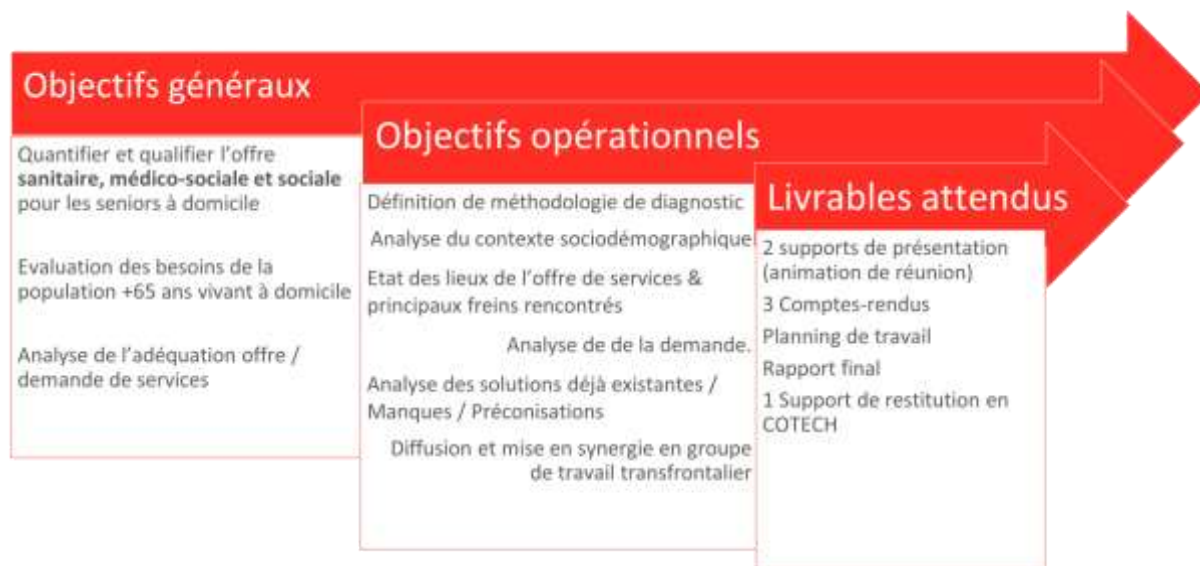 Objectifs généraux
Quantifier et qualifier l'offre
sanitaire, médico-sociale et sociale
pour les seniors à domicile
Evaluation des besoins de la
population +65 ans vivant à domicile
Analyse de l'adéquation offre /
demande de services
Objectifs opérationnels
Définition de méthodologie de diagnostic
Analyse du contexte sociodémographique
Etat des lieux de l'offre de services &
principaux freins rencontrés
Analyse de de la demande.
Analyse des solutions déjà existantes /
Manques / Préconisations
Diffusion et mise en synergie en groupe
de travail transfrontalier
Livrables attendus
2 supports de présentation
(animation de réunion)
3 Comptes-rendus
Planning de travail
Rapport final
1 Support de restitution en
COTECH